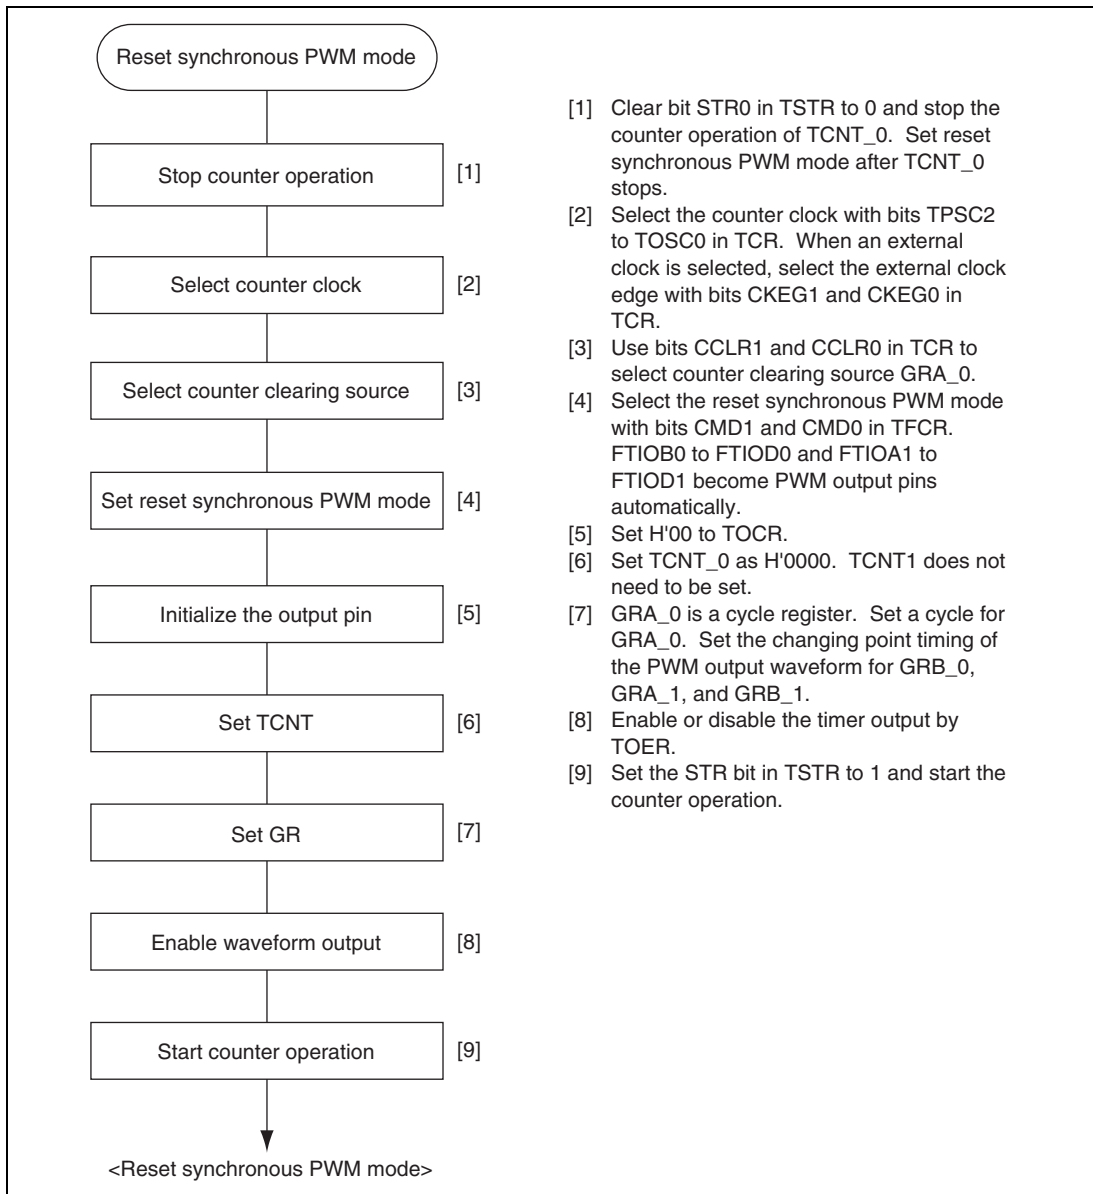 Reset synchronous PWM mode
Stop counter operation [1]
Select counter clock [2]
Select counter clearing source [3]
Set reset synchronous PWM mode [4]
Initialize the output pin [5]
Set TCNT [6]
Set GR [7]
Enable waveform output [8]
Start counter operation [9]
<Reset synchronous PWM mode>
[1] Clear bit STR0 in TSTR to 0 and stop the
counter operation of TCNT_0. Set reset
synchronous PWM mode after TCNT_0
stops.
[2] Select the counter clock with bits TPSC2
to TOSC0 in TCR. When an external
clock is selected, select the external clock
edge with bits CKEG1 and CKEG0 in
TCR.
[3] Use bits CCLR1 and CCLR0 in TCR to
select counter clearing source GRA_0.
[4] Select the reset synchronous PWM mode
with bits CMD1 and CMD0 in TFCR.
FTIOB0 to FTIOD0 and FTIOA1 to
FTIOD1 become PWM output pins
automatically.
[5] Set H'00 to TOCR.
[6] Set TCNT_0 as H'0000. TCNT1 does not
need to be set.
[7] GRA_0 is a cycle register. Set a cycle for
GRA_0. Set the changing point timing of
the PWM output waveform for GRB_0,
GRA_1, and GRB_1.
[8] Enable or disable the timer output by
TOER.
[9] Set the STR bit in TSTR to 1 and start the
counter operation.